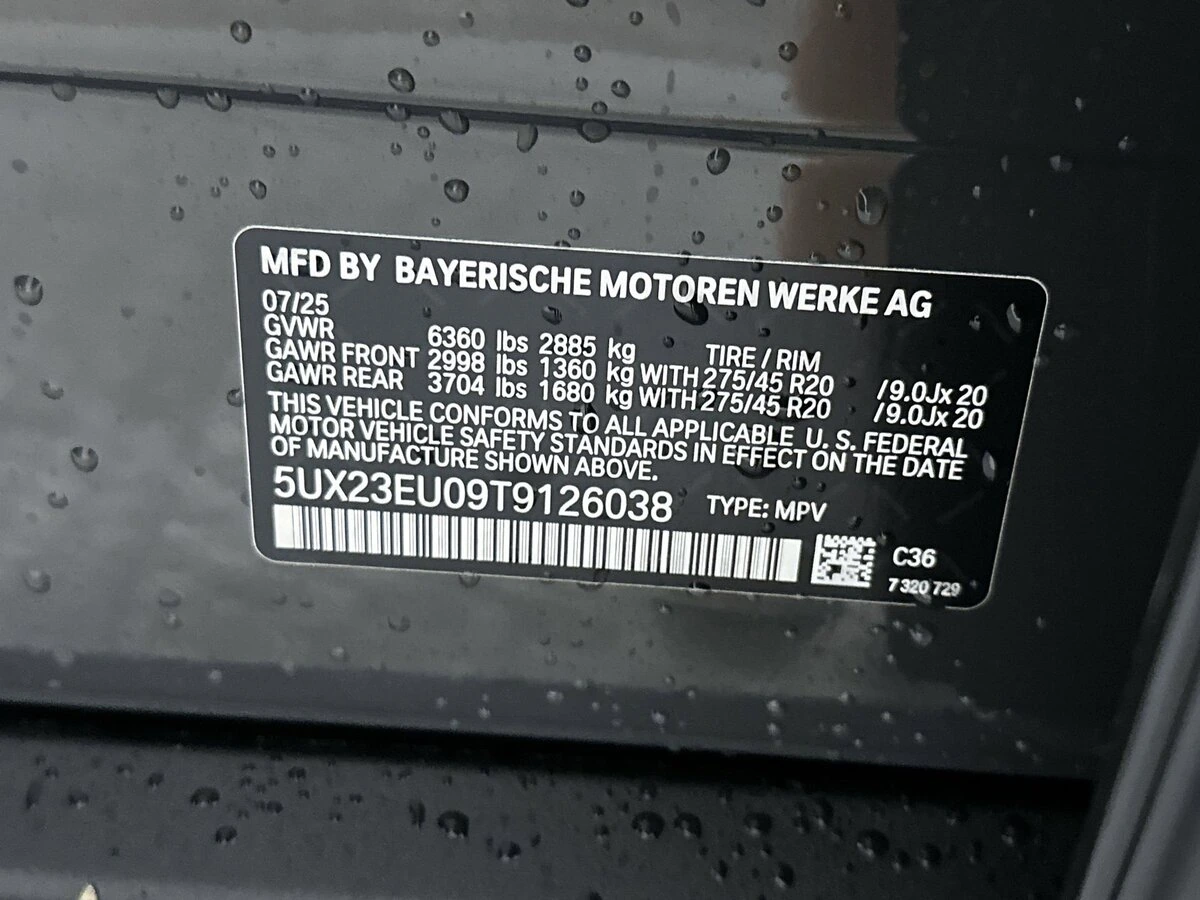 MFD BY BAYERISCHE MOTOREN WERKE AG
07/25
GVWR 6360 lbs 2885 kg TIRE / RIM
GAWR FRONT 2998 lbs 1360 kg WITH 275/45 R20 /9.0Jx 20
GAWR REAR 3704 lbs 1680 kg WITH 275/45 R20 /9.0Jx 20
THIS VEHICLE CONFORMS TO ALL APPLICABLE U. S. FEDERAL
MOTOR VEHICLE SAFETY STANDARDS IN EFFECT ON THE DATE
OF MANUFACTURE SHOWN ABOVE.
5UX23EU09T9126038 TYPE: MPV
C36
7 320 729